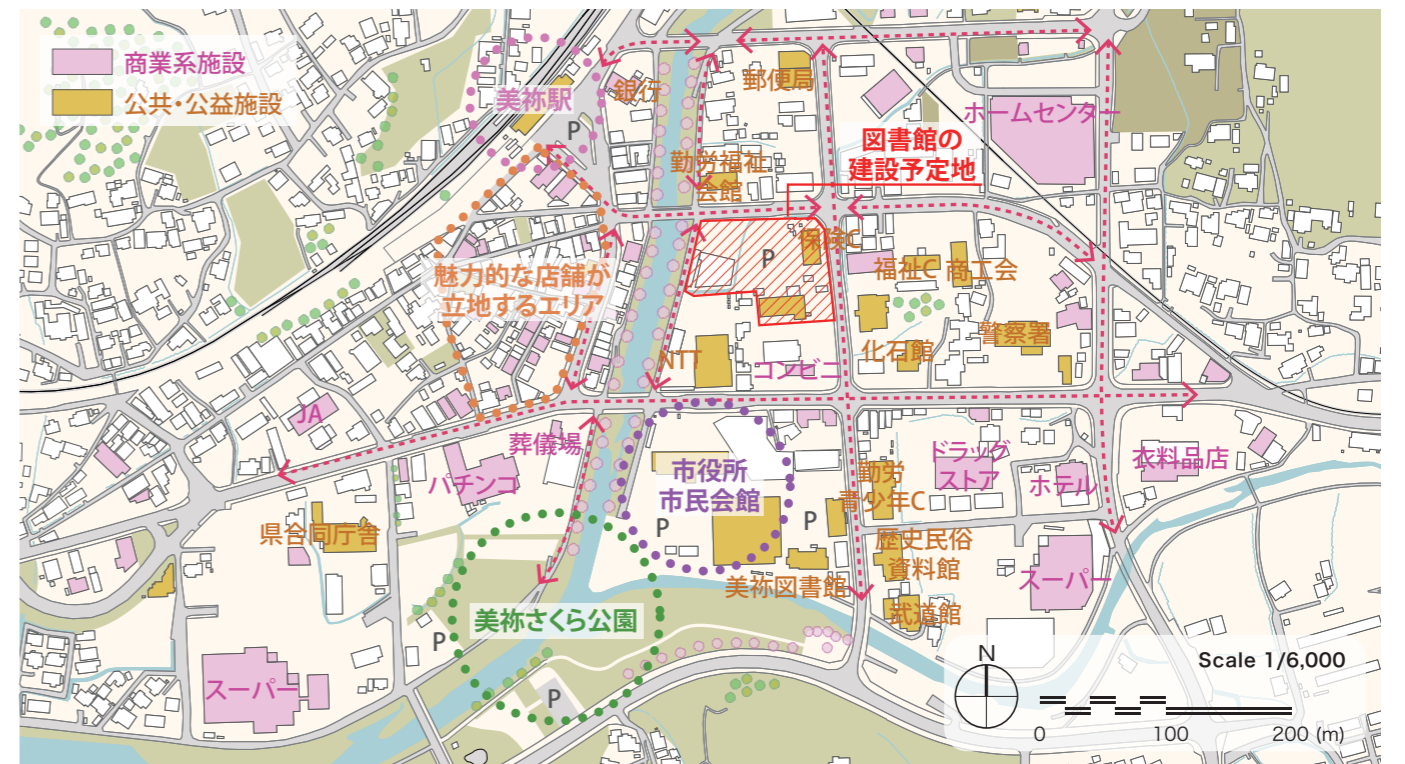 商業系施設
公共・公益施設
美祢駅
P
銀行
郵便局
ホームセンター
図書館の
建設予定地
勤労福祉
会館
保険C
P
福祉C 商工会
魅力的な店舗が
立地するエリア
警察署
化石館
NTT
コンビニ
JA
葬儀場
パチンコ
市役所
市民会館
P
P
勤労
青少年C
ドラッグ
ストア
ホテル
衣料品店
県合同庁舎
歴史民俗
資料館
スーパー
美祢図書館
武道館
美祢さくら公園
P
P
スーパー
N
Scale 1/6,000
0 100 200 (m)